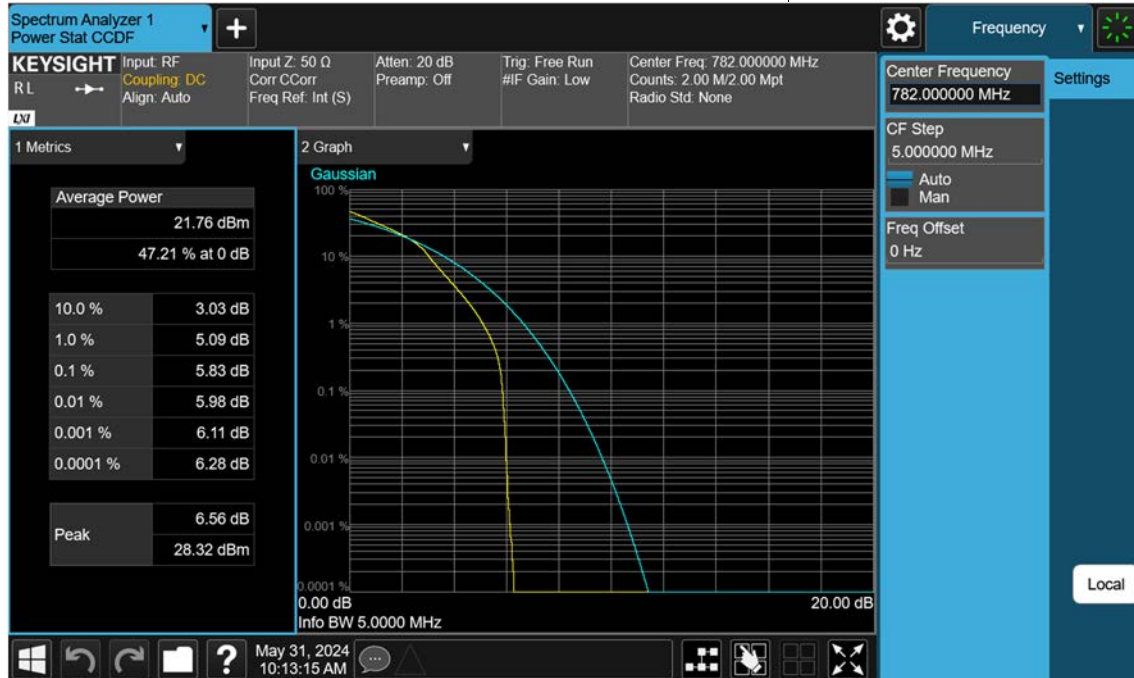 Spectrum Analyzer 1
Power Stat CCDF
Frequency
KEYSIGHT
R L
LXI
Input: RF
Coupling: DC
Align: Auto
Input Z: 50 Ω
Corr CCorr
Freq Ref: Int (S)
Atten: 20 dB
Preamp: Off
Trig: Free Run
#IF Gain: Low
Center Freq: 782.000000 MHz
Counts: 2.00 M/2.00 Mpt
Radio Std: None
Center Frequency
782.000000 MHz
Settings
CF Step
5.000000 MHz
Auto
Man
Freq Offset
0 Hz
Local
1 Metrics
Average Power
21.76 dBm
47.21 % at 0 dB
10.0 % 3.03 dB
1.0 % 5.09 dB
0.1 % 5.83 dB
0.01 % 5.98 dB
0.001 % 6.11 dB
0.0001 % 6.28 dB
Peak
6.56 dB
28.32 dBm
2 Graph
Gaussian
100 %
10 %
1 %
0.1 %
0.01 %
0.001 %
0.0001 %
0.00 dB 20.00 dB
Info BW 5.0000 MHz
?
May 31, 2024
10:13:15 AM